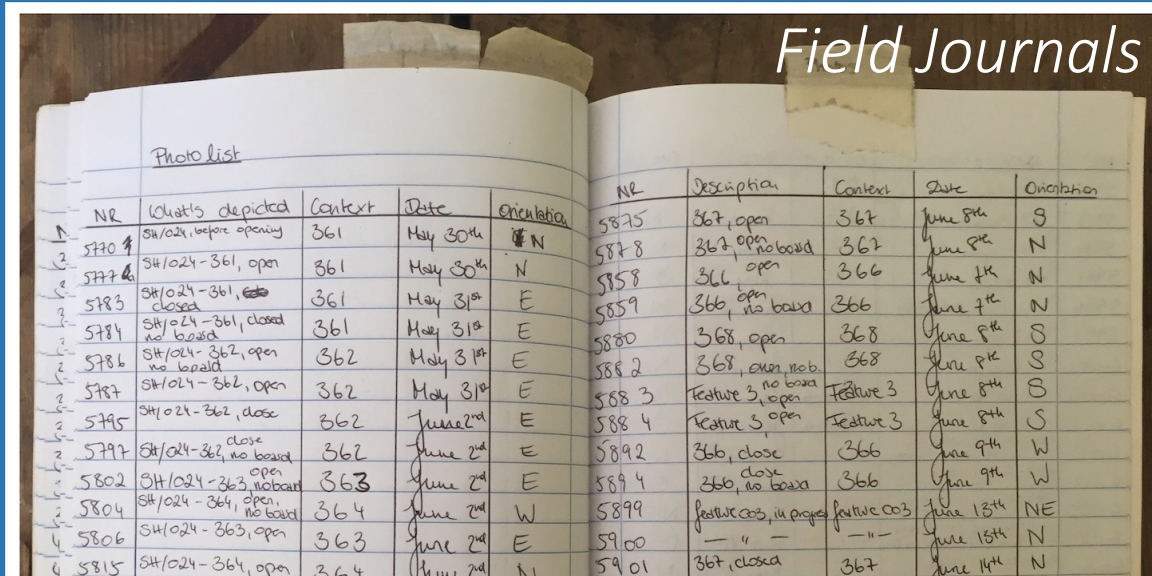 Field Journals
Photo list
NR What's depicted Context Date Orientation
SH/024, before opening
5770 361 May 30th N
5777 SH/024-361, open 361 May 30th N
5783 SH/024-361, closed 361 May 31st E
5784 SH/024-361, closed no board 361 May 31st E
5786 SH/024-362, open no board 362 May 31st E
5787 SH/024-362, open 362 May 31st E
5795 SH/024-362, close 362 June 2nd E
5797 SH/024-362, close no board 362 June 2nd E
5802 SH/024-363, open no board 363 June 2nd E
5804 SH/024-364, open, no board 364 June 2nd W
5806 SH/024-363, open 363 June 2nd E
5815 SH/024-364, open 364 June 2nd N
NR Description Context Date Orientation
5875 367, open 367 June 8th S
5878 367, open no board 367 June 8th N
5858 366, open 366 June 7th N
5859 366, open no board 366 June 7th N
5880 368, open 368 June 8th S
5882 368, open, no b. 368 June 8th S
5883 Feature 3, no board open Feature 3 June 8th S
5884 Feature 3, open Feature 3 June 8th S
5892 366, close 366 June 9th W
5894 366, close no board 366 June 9th W
5899 feature 003, in progress feature 003 June 13th NE
5900 — " — — " — June 13th N
5901 367, closed 367 June 14th N